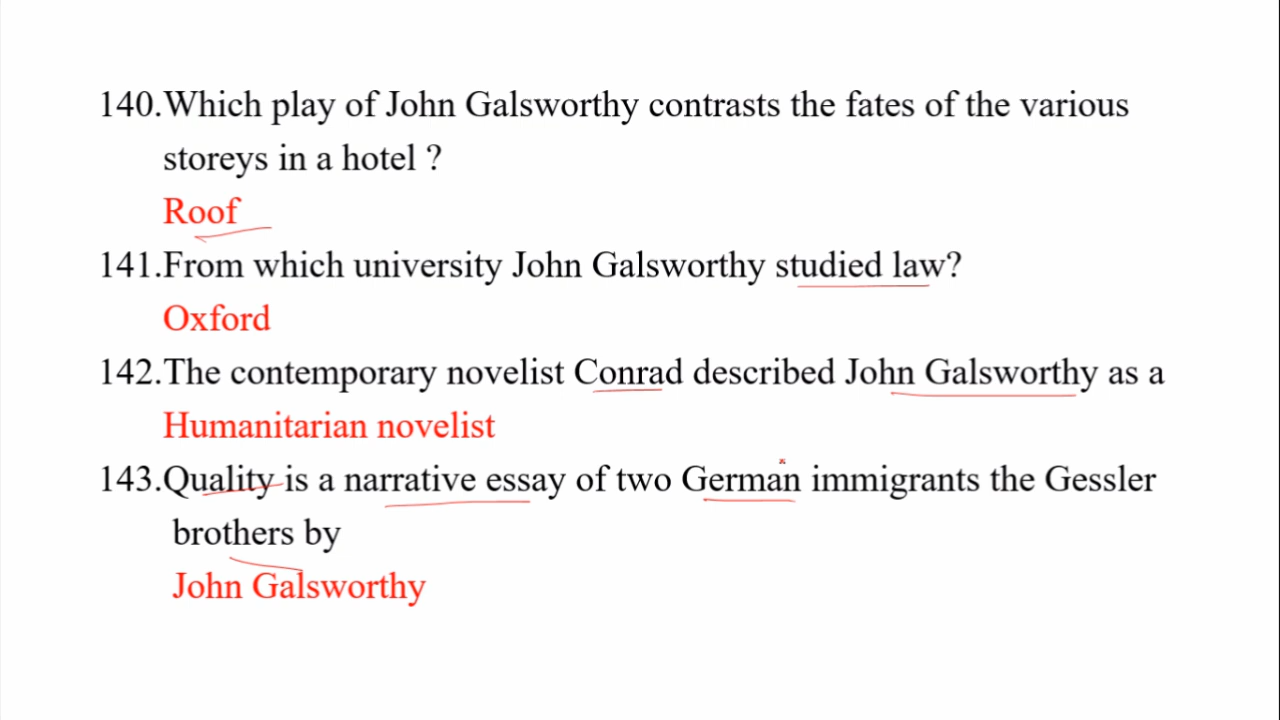 140.Which play of John Galsworthy contrasts the fates of the various
storeys in a hotel ?
Roof
141.From which university John Galsworthy studied law?
Oxford
142.The contemporary novelist Conrad described John Galsworthy as a
Humanitarian novelist
143.Quality is a narrative essay of two German immigrants the Gessler
brothers by
John Galsworthy